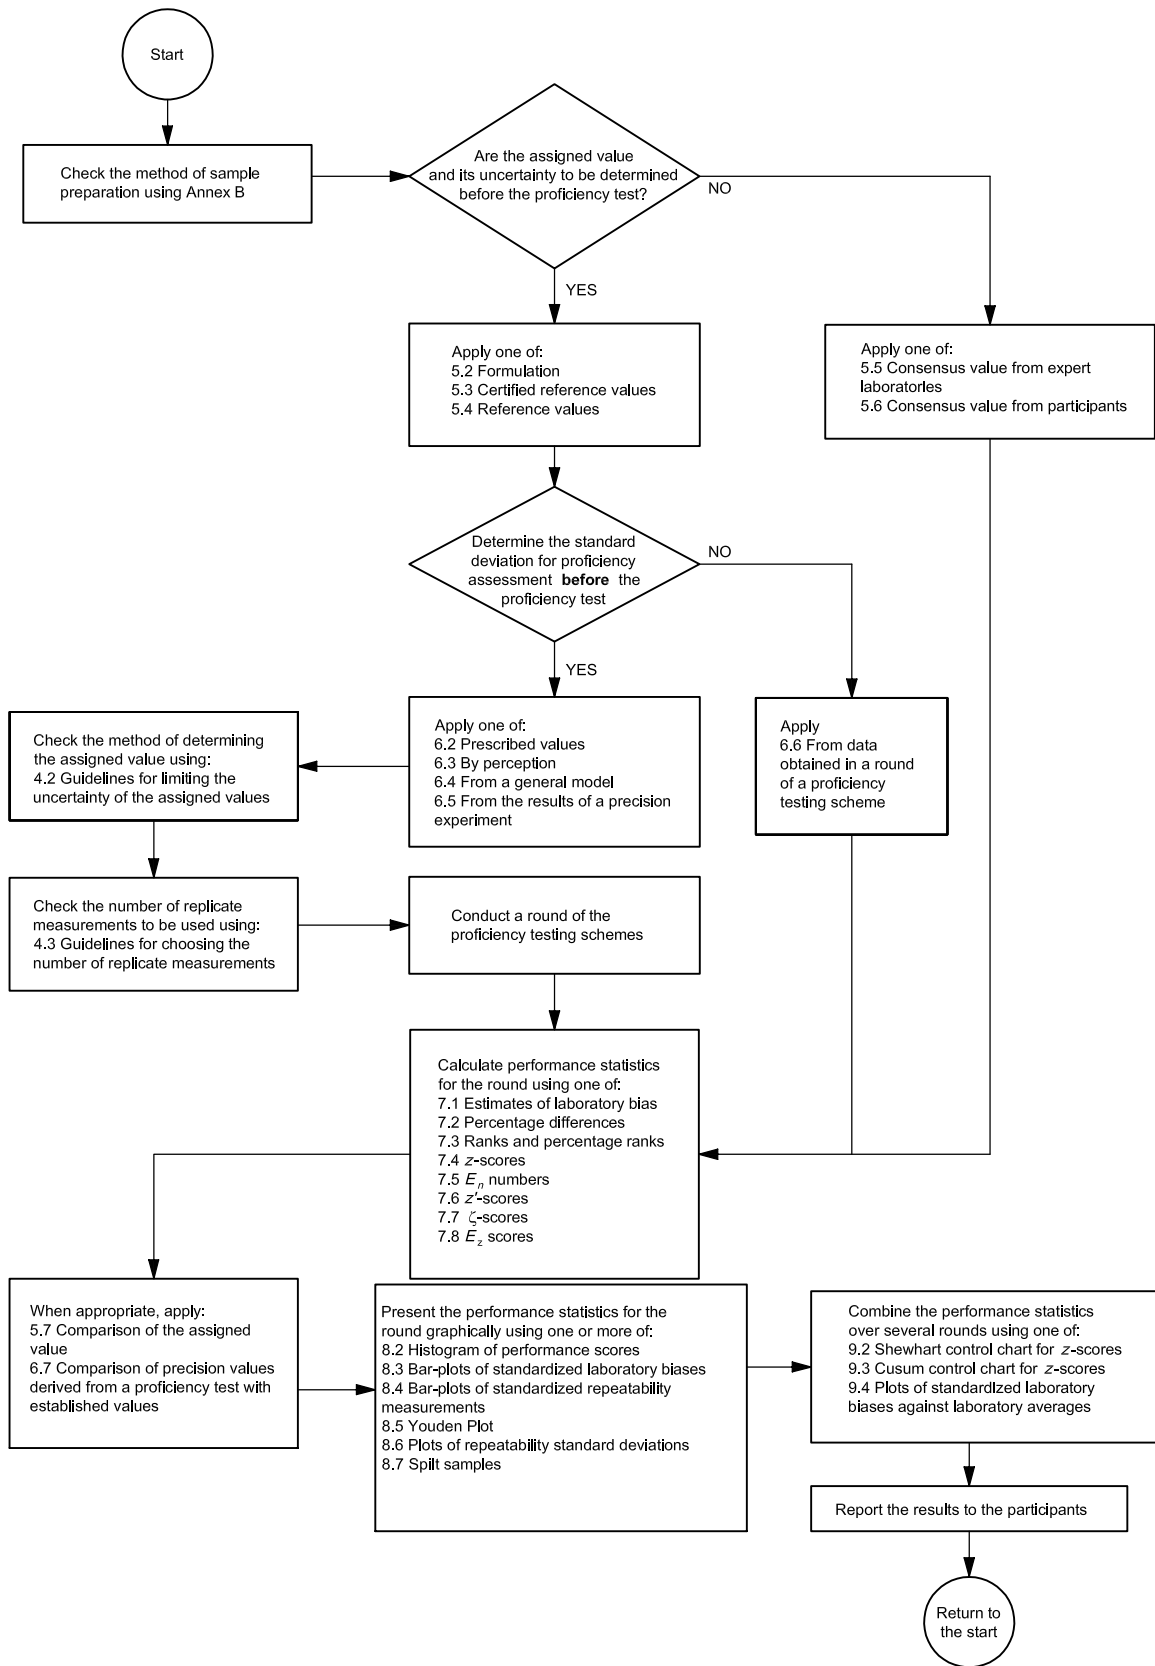 Start
Check the method of sample
preparation using Annex B
Are the assigned value
and its uncertainty to be determined
before the proficiency test?
NO
YES
Apply one of:
5.2 Formulation
5.3 Certified reference values
5.4 Reference values
Apply one of:
5.5 Consensus value from expert
laboratories
5.6 Consensus value from participants
Determine the standard
deviation for proficiency
assessment before the
proficiency test
NO
YES
Check the method of determining
the assigned value using:
4.2 Guidelines for limiting the
uncertainty of the assigned values
Apply one of:
6.2 Prescribed values
6.3 By perception
6.4 From a general model
6.5 From the results of a precision
experiment
Apply
6.6 From data
obtained in a round
of a proficiency
testing scheme
Check the number of replicate
measurements to be used using:
4.3 Guidelines for choosing the
number of replicate measurements
Conduct a round of the
proficiency testing schemes
Calculate performance statistics
for the round using one of:
7.1 Estimates of laboratory bias
7.2 Percentage differences
7.3 Ranks and percentage ranks
7.4 z-scores
7.5 En numbers
7.6 z′-scores
7.7 ζ-scores
7.8 Ez scores
When appropriate, apply:
5.7 Comparison of the assigned
value
6.7 Comparison of precision values
derived from a proficiency test with
established values
Present the performance statistics for the
round graphically using one or more of:
8.2 Histogram of performance scores
8.3 Bar-plots of standardized laboratory biases
8.4 Bar-plots of standardized repeatability
measurements
8.5 Youden Plot
8.6 Plots of repeatability standard deviations
8.7 Spilt samples
Combine the performance statistics
over several rounds using one of:
9.2 Shewhart control chart for z-scores
9.3 Cusum control chart for z-scores
9.4 Plots of standardized laboratory
biases against laboratory averages
Report the results to the participants
Return to
the start